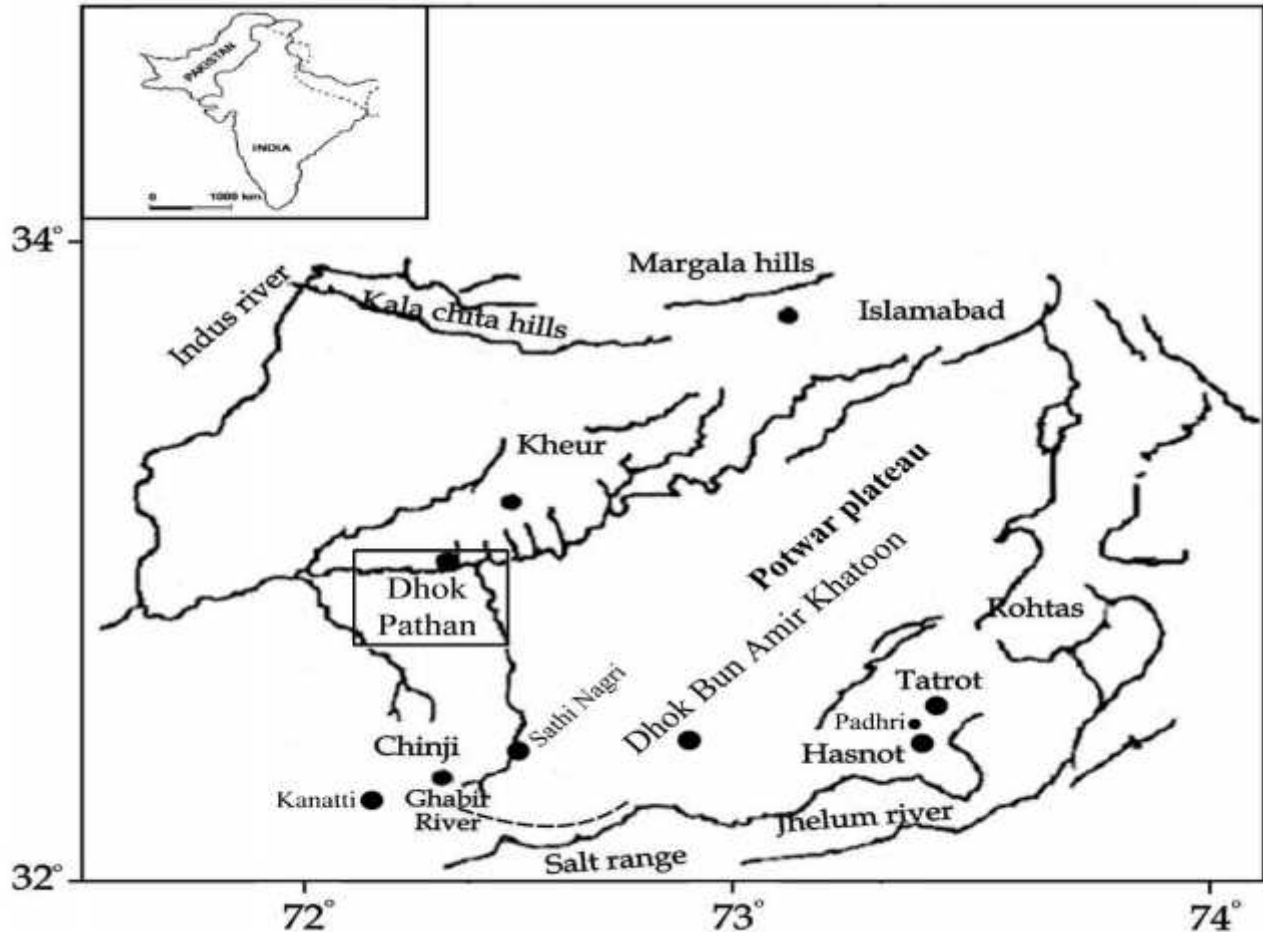 PAKISTAN
INDIA
0 1000 km.
34°
Margala hills
Indus river
Kala chita hills
Islamabad
Kheur
Potwar plateau
Dhok
Pathan
Dhok Bun Amir Khatoon
Rohtas
Sathi Nagri
Tatrot
Padhri
Chinji
Hasnot
Kanatti
Ghabir
River
Jhelum river
Salt range
32°
72°
73°
74°